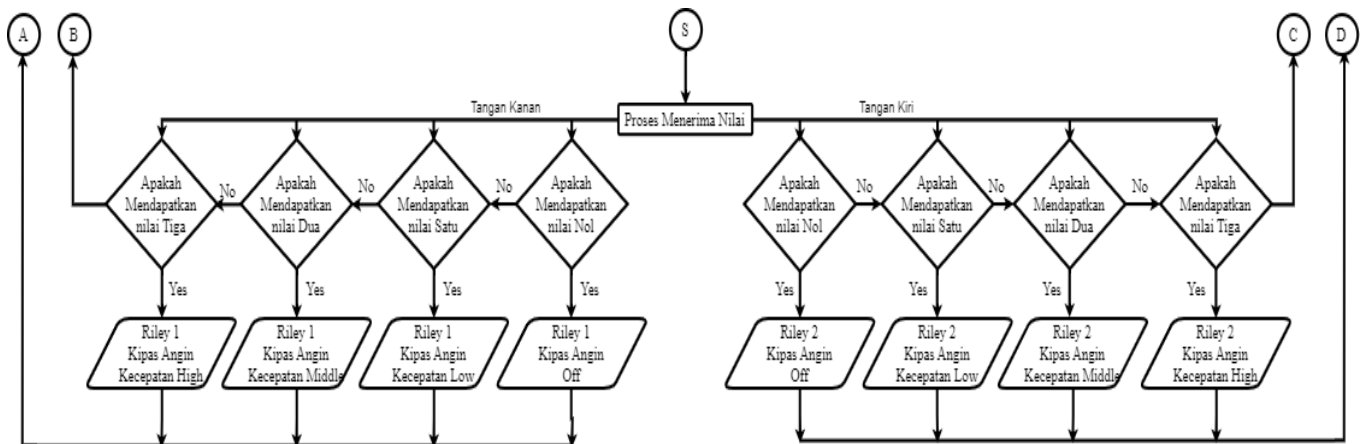 A
B
S
C
D
Tangan Kanan
Proses Menerima Nilai
Tangan Kiri
Apakah
Mendapatkan
nilai Tiga
No
Apakah
Mendapatkan
nilai Dua
No
Apakah
Mendapatkan
nilai Satu
No
Apakah
Mendapatkan
nilai Nol
Apakah
Mendapatkan
nilai Nol
No
Apakah
Mendapatkan
nilai Satu
No
Apakah
Mendapatkan
nilai Dua
No
Apakah
Mendapatkan
nilai Tiga
Yes
Yes
Yes
Yes
Yes
Yes
Yes
Yes
Riley 1
Kipas Angin
Kecepatan High
Riley 1
Kipas Angin
Kecepatan Middle
Riley 1
Kipas Angin
Kecepatan Low
Riley 1
Kipas Angin
Off
Riley 2
Kipas Angin
Off
Riley 2
Kipas Angin
Kecepatan Low
Riley 2
Kipas Angin
Kecepatan Middle
Riley 2
Kipas Angin
Kecepatan High